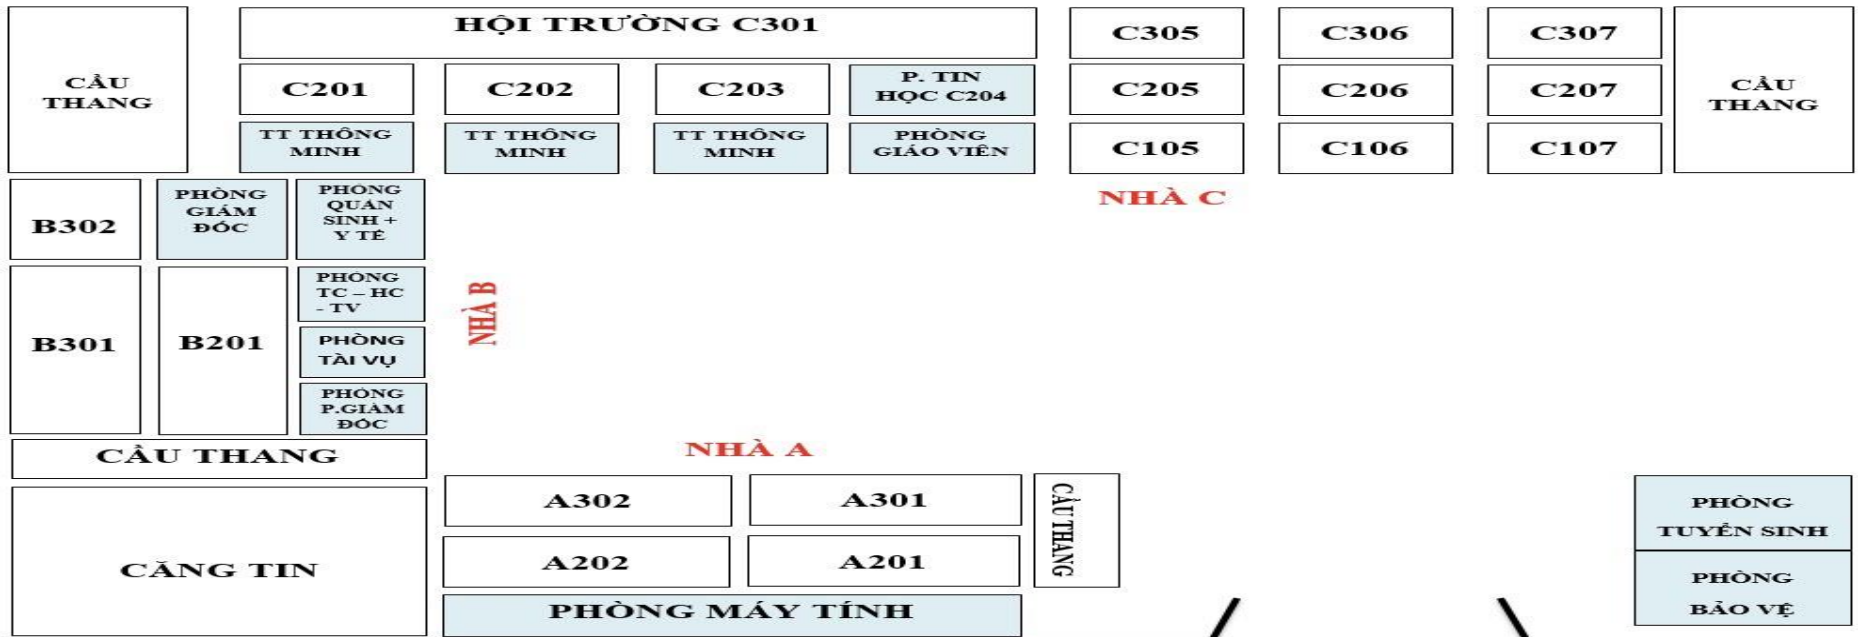 HỘI TRƯỜNG C301
C305
C306
C307
CẦU
THANG
C201
C202
C203
P. TIN
HỌC C204
C205
C206
C207
CẦU
THANG
TT THÔNG
MINH
TT THÔNG
MINH
TT THÔNG
MINH
PHÒNG
GIÁO VIÊN
C105
C106
C107
NHÀ C
B302
PHÒNG
GIÁM
ĐỐC
PHÒNG
QUẢN
SINH +
Y TẾ
B301
B201
PHÒNG
TC – HC
- TV
PHÒNG
TÀI VỤ
PHÒNG
P.GIÁM
ĐỐC
NHÀ B
CẦU THANG
NHÀ A
CĂNG TIN
A302
A301
A202
A201
CẦU THANG
PHÒNG MÁY TÍNH
PHÒNG
TUYỂN SINH
PHÒNG
BẢO VỆ